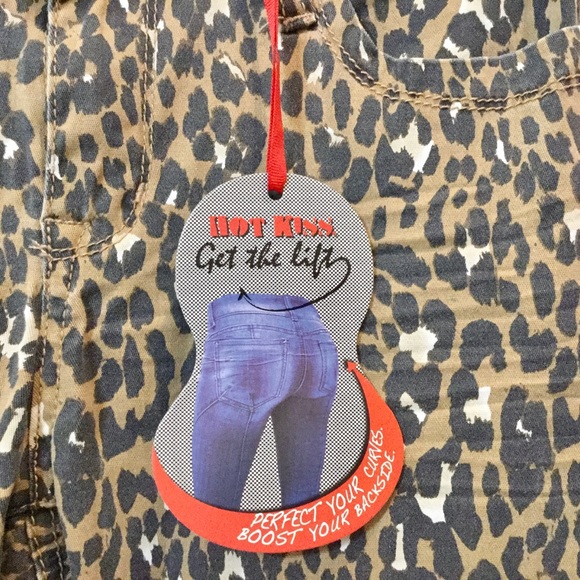 HOT KISS
Get the lift
PERFECT YOUR CURVES.
BOOST YOUR BACKSIDE.